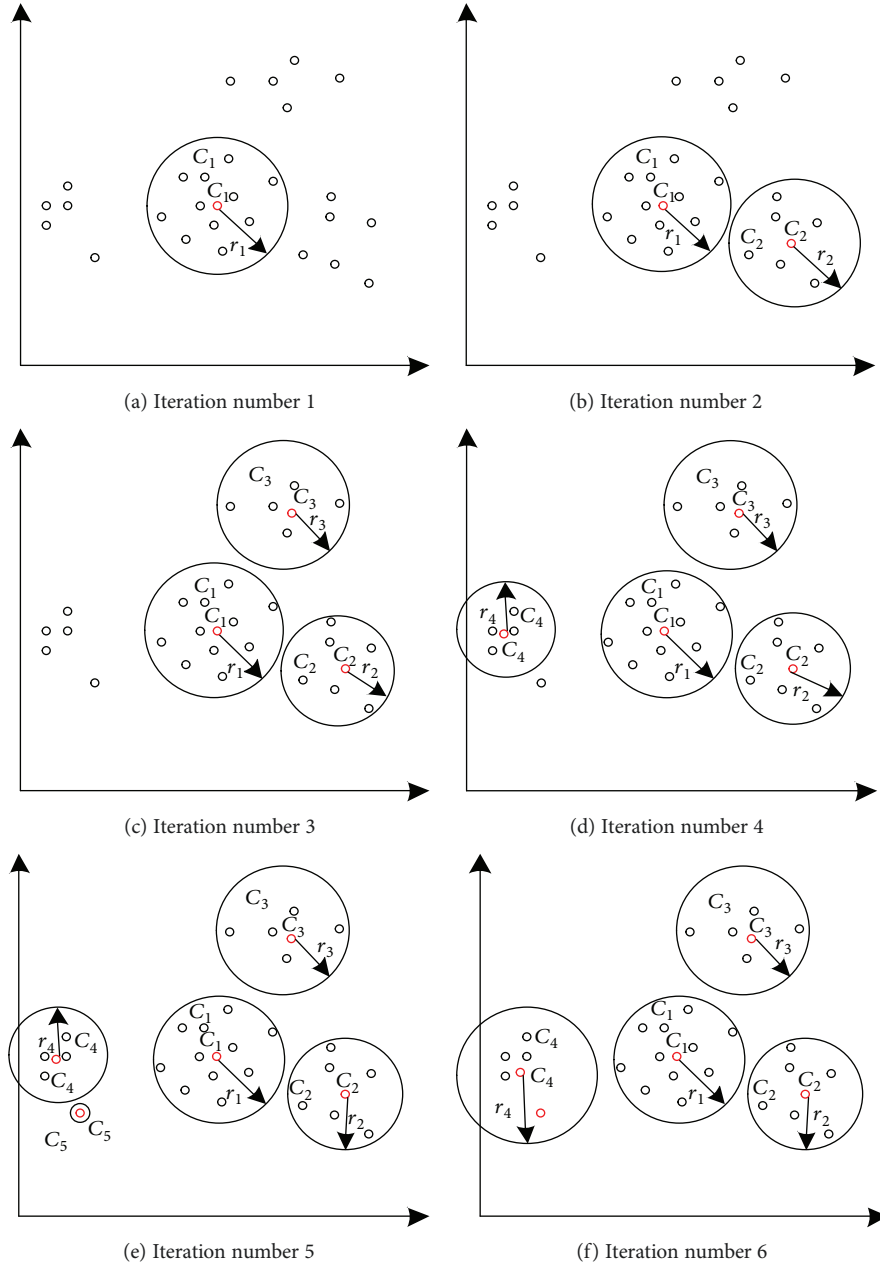 C1
C1
r1
(a) Iteration number 1
C1
C1
r1
C2
C2
r2
(b) Iteration number 2
C3
C3
r3
C1
C1
r1
C2
C2
r2
(c) Iteration number 3
C3
C3
r3
r4
C4
C4
C1
C1
r1
C2
C2
r2
(d) Iteration number 4
C3
C3
r3
r4
C4
C4
C5
C5
C1
C1
r1
C2
C2
r2
(e) Iteration number 5
C3
C3
r3
C4
C4
r4
C1
C1
r1
C2
C2
r2
(f) Iteration number 6